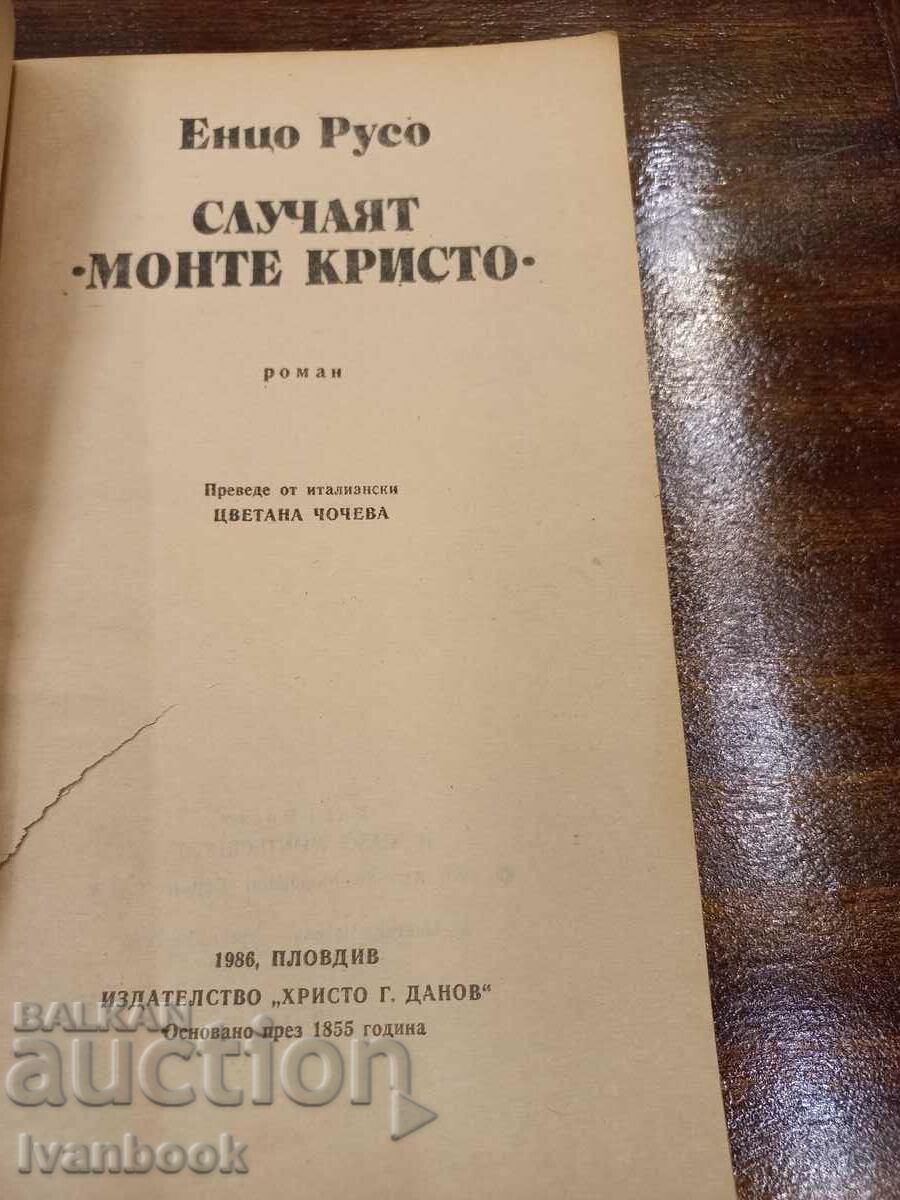 Енцо Русо
СЛУЧАЯТ
·МОНТЕ КРИСТО·
роман
Преведе от италиански
ЦВЕТАНА ЧОЧЕВА
1986, ПЛОВДИВ
ИЗДАТЕЛСТВО „ХРИСТО Г. ДАНОВ“
Основано през 1855 година
BALKAN
auction
Ivanbook